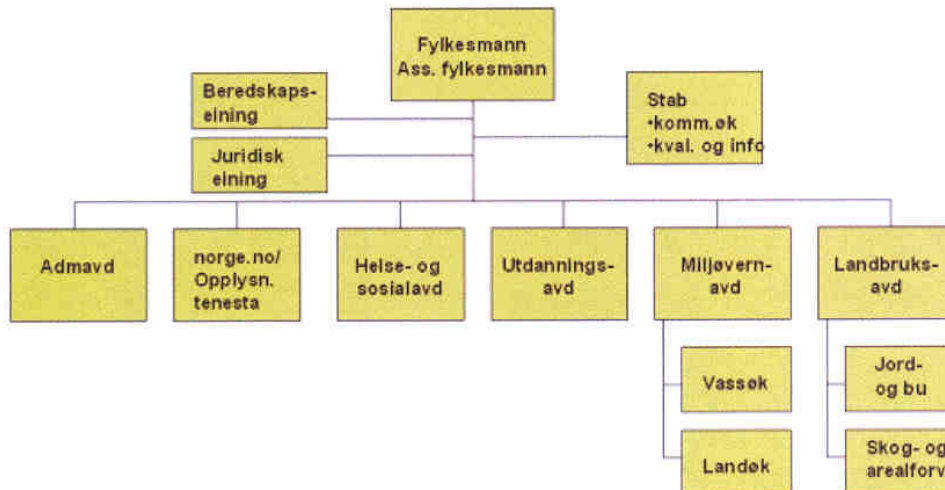 Fylkesmann
Ass. fylkesmann
Beredskaps-
eining
Juridisk
eining
Stab
•komm.øk
•kval. og info
Admavd
norge.no/
Opplysn.
tenesta
Helse- og
sosialavd
Utdannings-
avd
Miljøvern-
avd
Landbruks-
avd
Vassøk
Landøk
Jord-
og bu
Skog- og
arealforv